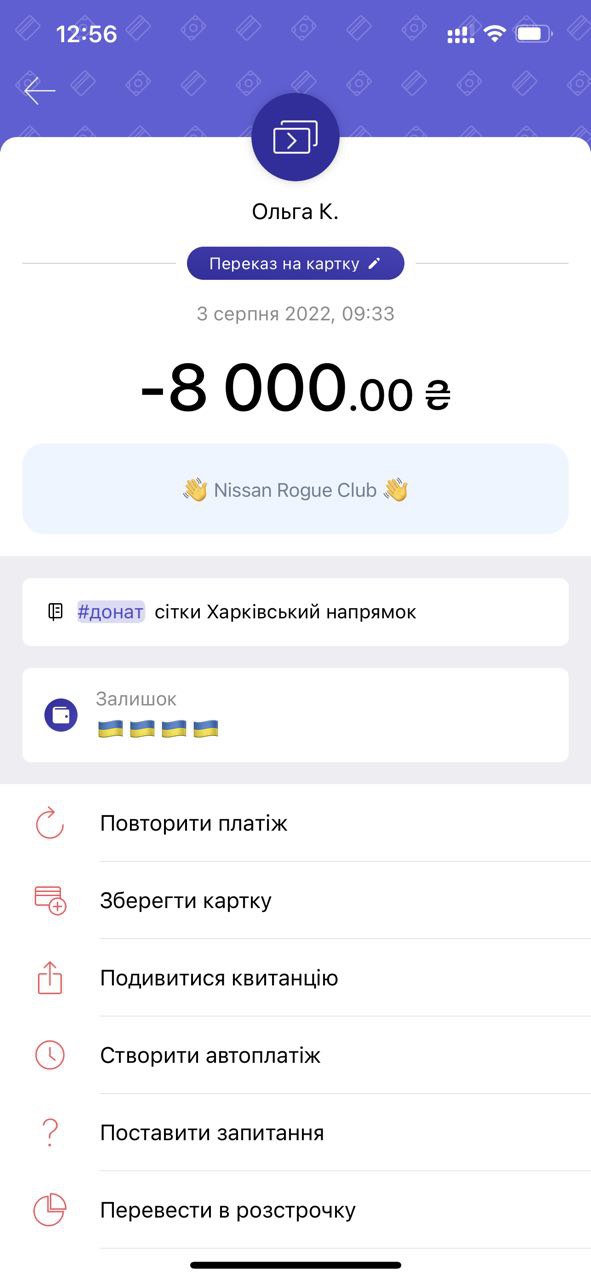 12:56
Ольга К.
Переказ на картку
3 серпня 2022, 09:33
-8 000.00 ₴
👋 Nissan Rogue Club 👋
#донат сітки Харківський напрямок
Залишок
🇺🇦 🇺🇦 🇺🇦 🇺🇦
Повторити платіж
Зберегти картку
Подивитися квитанцію
Створити автоплатіж
Поставити запитання
Перевести в розстрочку